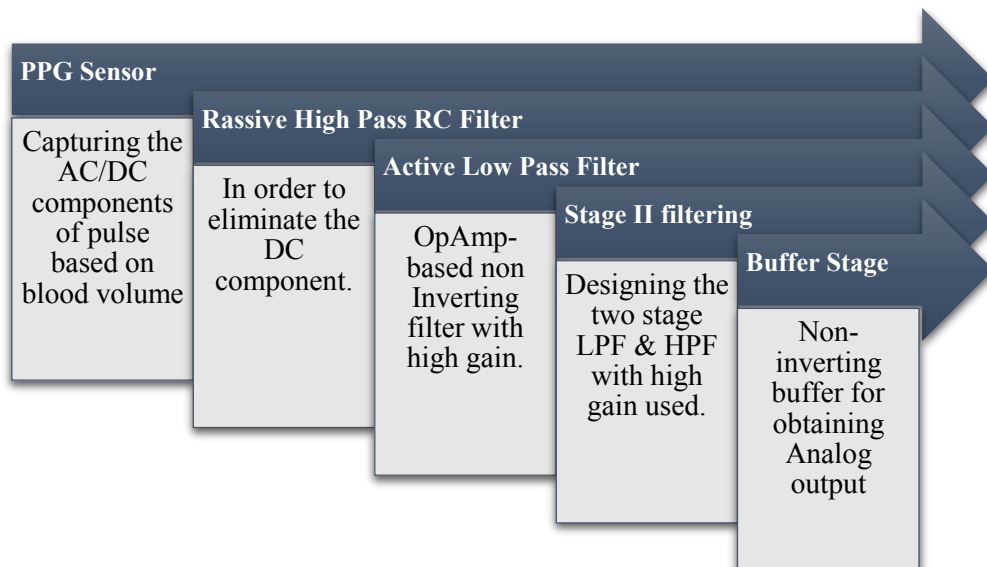 PPG Sensor
Capturing the
AC/DC
components
of pulse
based on
blood volume
Rassive High Pass RC Filter
In order to
eliminate the
DC
component.
Active Low Pass Filter
OpAmp-
based non
Inverting
filter with
high gain.
Stage II filtering
Designing the
two stage
LPF & HPF
with high
gain used.
Buffer Stage
Non-
inverting
buffer for
obtaining
Analog
output